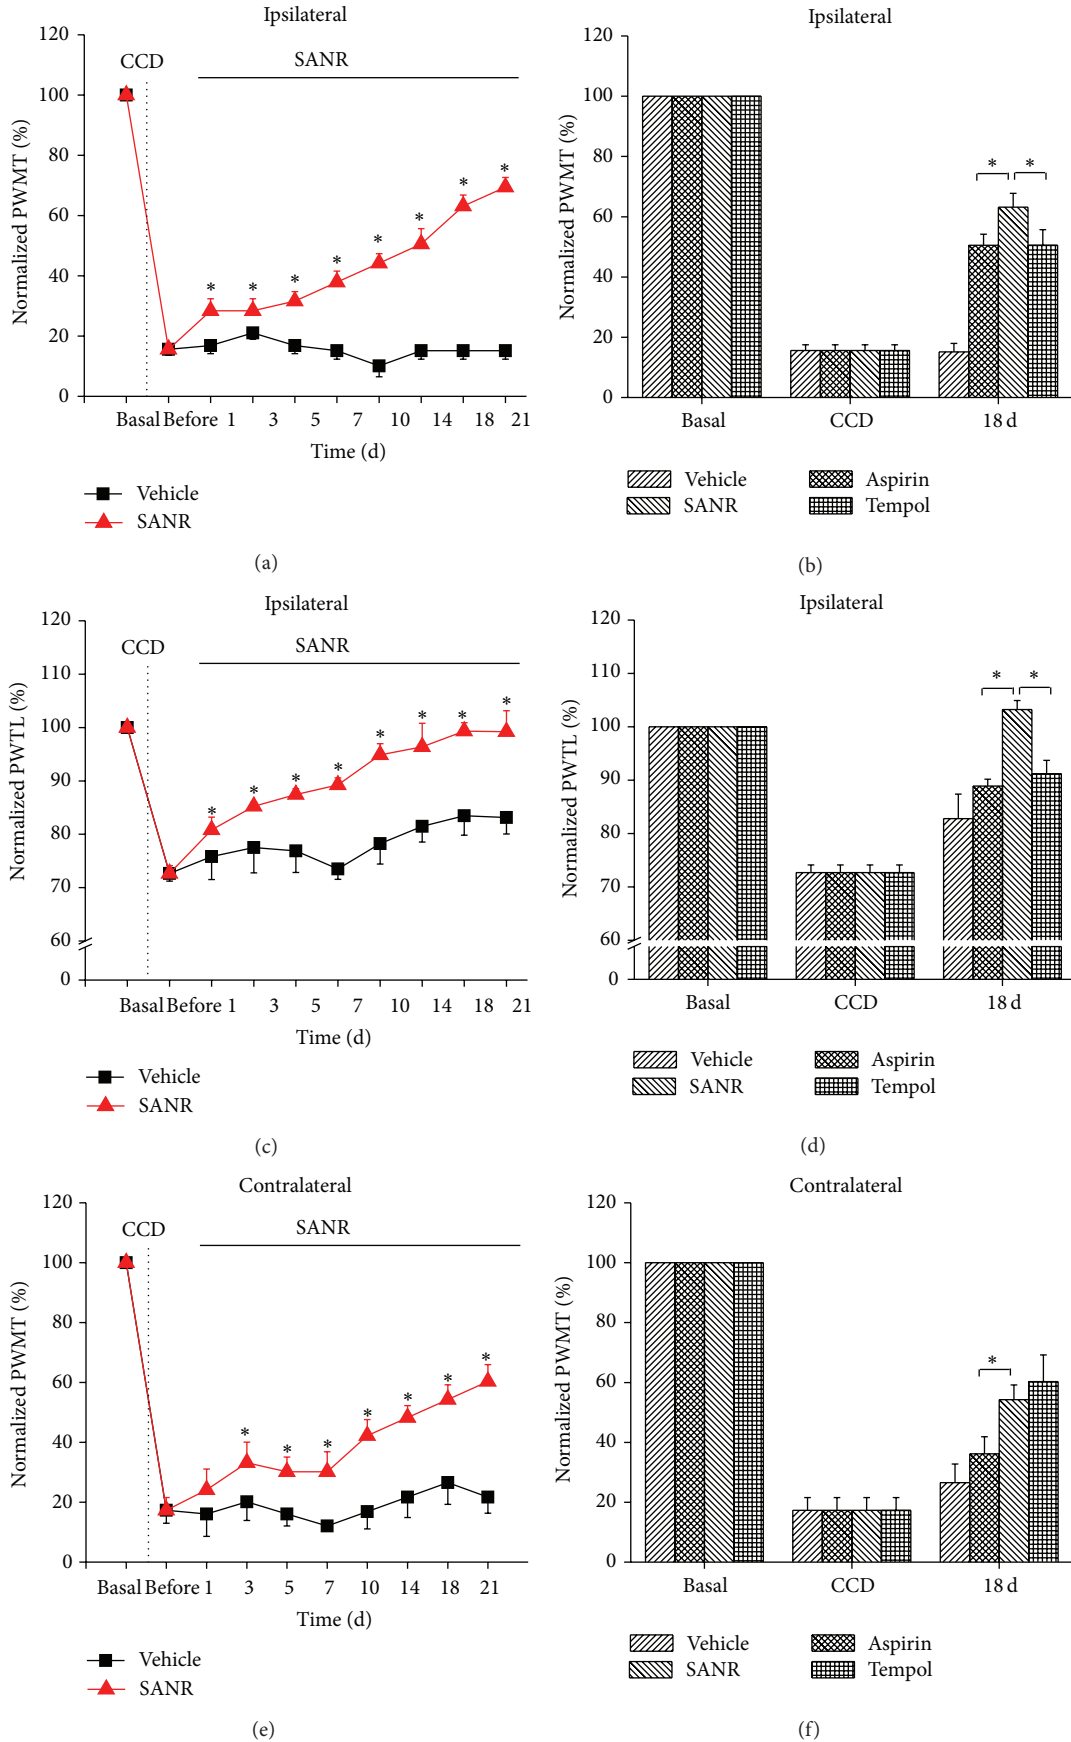 Ipsilateral
120
100
80
60
40
20
0
Normalized PWMT (%)
CCD
SANR
* * * * * * * *
Basal Before 1 3 5 7 10 12 18 21
Time (d)
Vehicle
SANR
(a)
Ipsilateral
120
100
80
60
40
20
0
Normalized PWMT (%)
* *
Basal CCD 18 d
Vehicle Aspirin
SANR Tempol
(b)
Ipsilateral
120
110
100
90
80
70
60
0
Normalized PWTL (%)
CCD
SANR
* * * * * * * *
Basal Before 1 3 5 7 10 14 18 21
Time (d)
Vehicle
SANR
(c)
Ipsilateral
120
110
100
90
80
70
60
0
Normalized PWTL (%)
* *
Basal CCD 18 d
Vehicle Aspirin
SANR Tempol
(d)
Contralateral
120
100
80
60
40
20
0
Normalized PWMT (%)
CCD
SANR
* * * * * * *
Basal Before 1 3 5 7 10 14 18 21
Time (d)
Vehicle
SANR
(e)
Contralateral
120
100
80
60
40
20
0
Normalized PWMT (%)
*
Basal CCD 18 d
Vehicle Aspirin
SANR Tempol
(f)